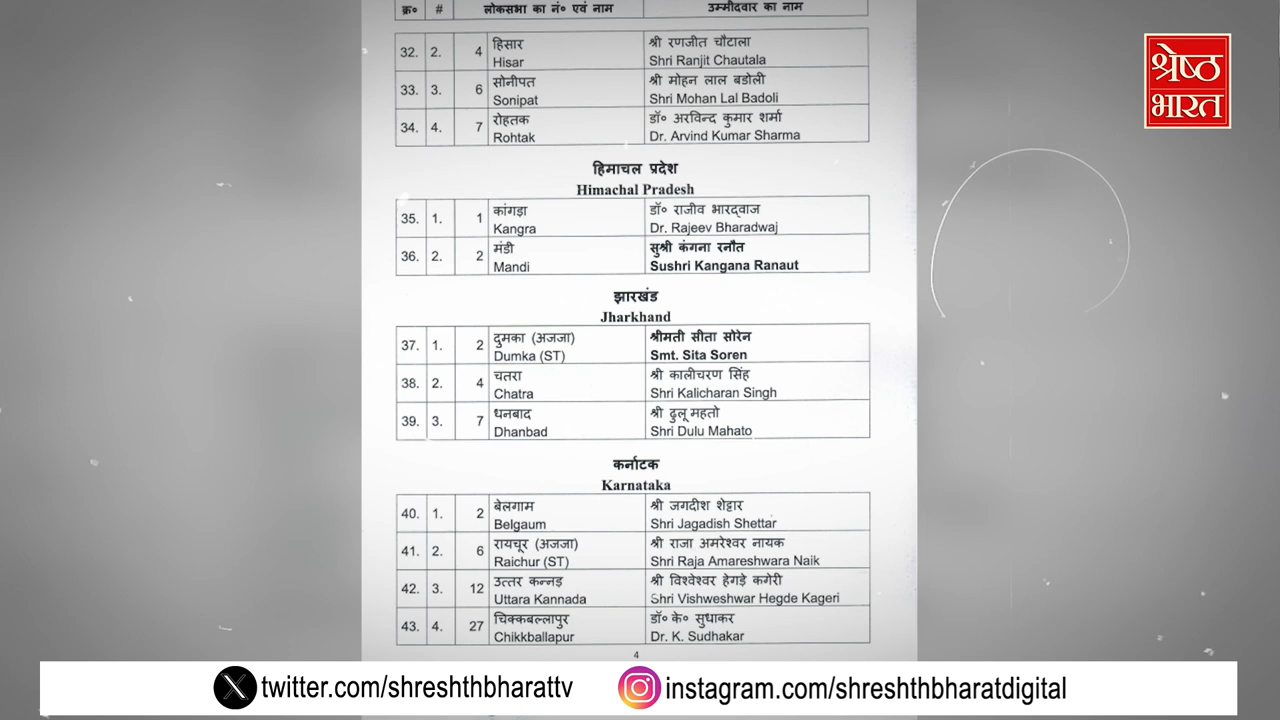 क्र० # लोकसभा का नं० एवं नाम उम्मीदवार का नाम
32. 2. 4 हिसार श्री रणजीत चौटाला
Hisar Shri Ranjit Chautala
33. 3. 6 सोनीपत श्री मोहन लाल बडोली
Sonipat Shri Mohan Lal Badoli
34. 4. 7 रोहतक डॉ० अरविन्द कुमार शर्मा
Rohtak Dr. Arvind Kumar Sharma
हिमाचल प्रदेश
Himachal Pradesh
35. 1. 1 कांगड़ा डॉ० राजीव भारद्वाज
Kangra Dr. Rajeev Bharadwaj
36. 2. 2 मंडी सुश्री कंगना रनौत
Mandi Sushri Kangana Ranaut
झारखंड
Jharkhand
37. 1. 2 दुमका (अजजा) श्रीमती सीता सोरेन
Dumka (ST) Smt. Sita Soren
38. 2. 4 चतरा श्री कालीचरण सिंह
Chatra Shri Kalicharan Singh
39. 3. 7 धनबाद श्री ढुलू महतो
Dhanbad Shri Dulu Mahato
कर्नाटक
Karnataka
40. 1. 2 बेलगाम श्री जगदीश शेट्टार
Belgaum Shri Jagadish Shettar
41. 2. 6 रायचूर (अजजा) श्री राजा अमरेश्वर नायक
Raichur (ST) Shri Raja Amareshwara Naik
42. 3. 12 उत्तर कन्नड़ श्री विश्वेश्वर हेगड़े कगेरी
Uttara Kannada Shri Vishweshwar Hegde Kageri
43. 4. 27 चिक्कबल्लापुर डॉ० के० सुधाकर
Chikkballapur Dr. K. Sudhakar
4
श्रेष्ठ
भारत
twitter.com/shreshthbharattv instagram.com/shreshthbharatdigital